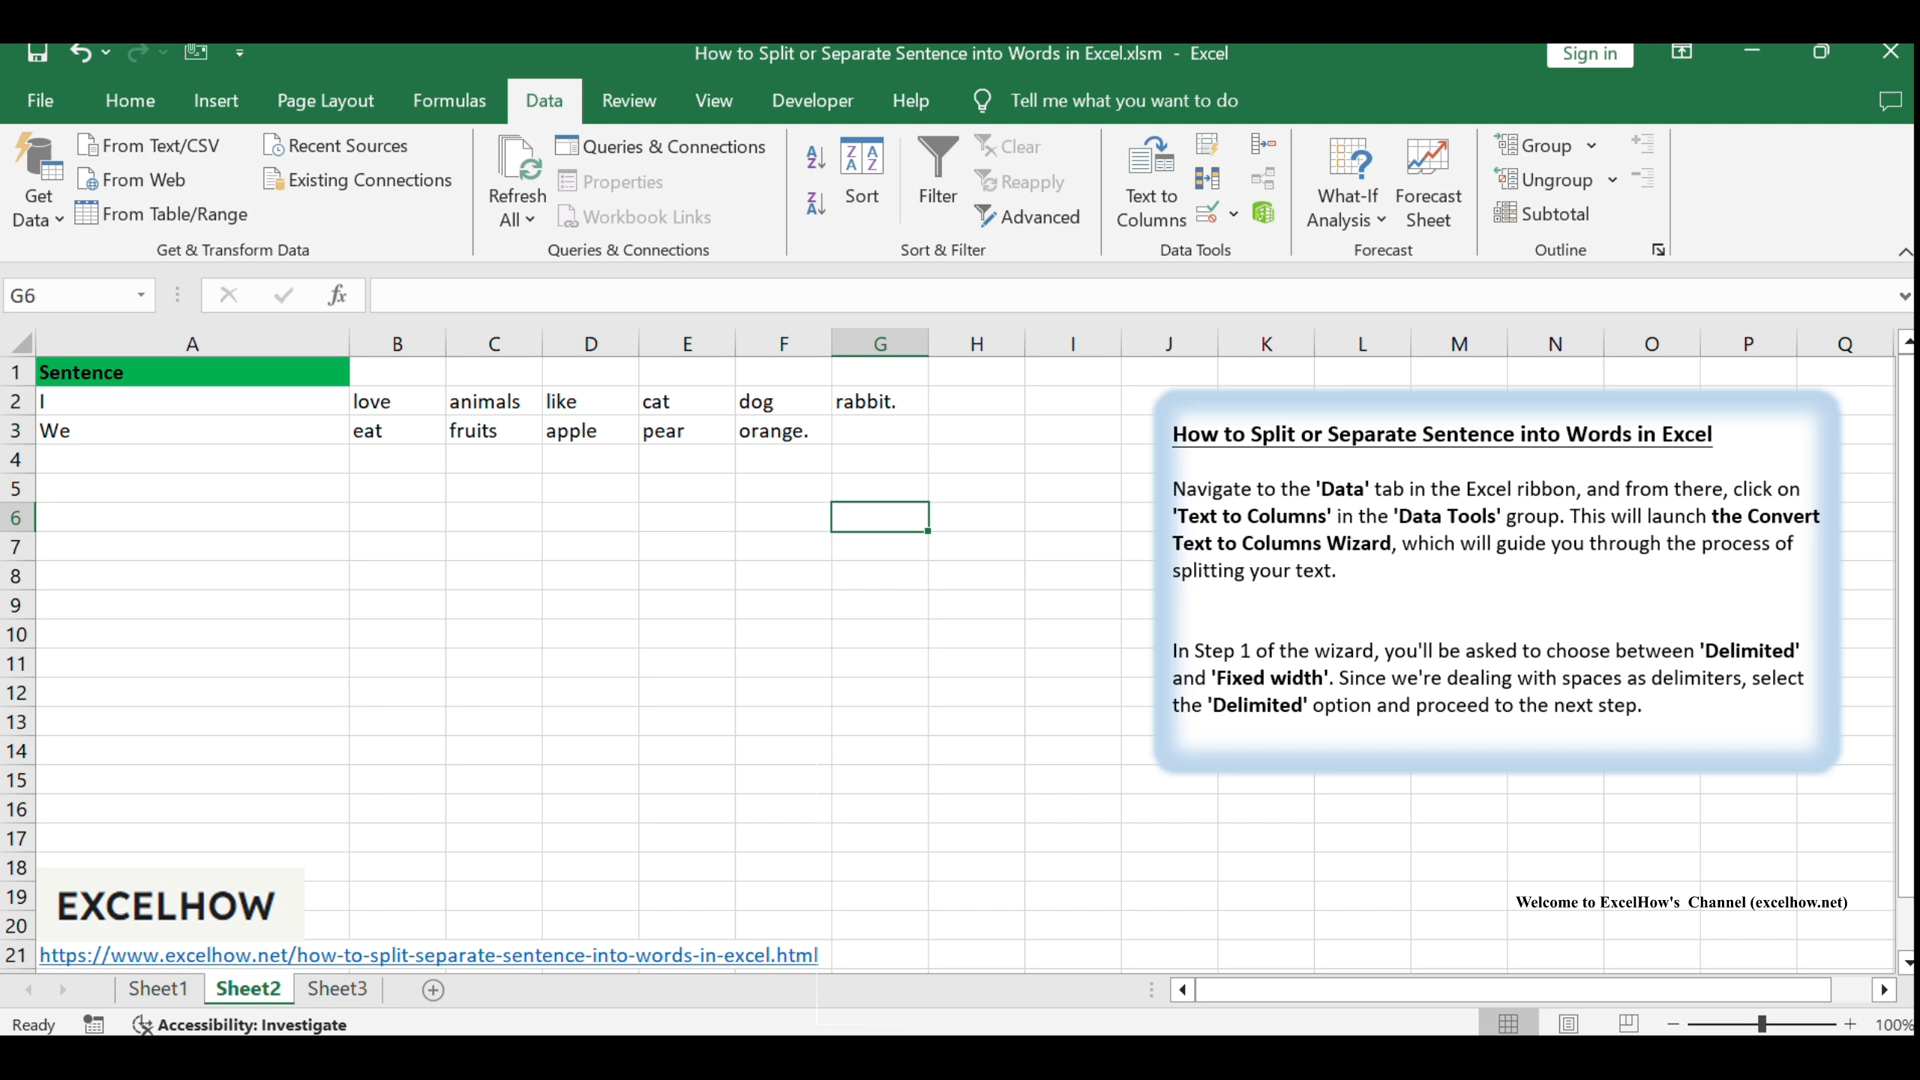 How to Split or Separate Sentence into Words in Excel.xlsm - Excel
Sign in
File Home Insert Page Layout Formulas Data Review View Developer Help Tell me what you want to do
Get Data
From Text/CSV
From Web
From Table/Range
Recent Sources
Existing Connections
Get & Transform Data
Refresh All
Queries & Connections
Properties
Workbook Links
Queries & Connections
Sort
Filter
Clear
Reapply
Advanced
Sort & Filter
Text to Columns
Data Tools
What-If Analysis
Forecast Sheet
Forecast
Group
Ungroup
Subtotal
Outline
G6
fx
A B C D E F G H I J K L M N O P Q
1 Sentence
2 I love animals like cat dog rabbit.
3 We eat fruits apple pear orange.
4
5
6
7
8
9
10
11
12
13
14
15
16
17
18
19
20
21 https://www.excelhow.net/how-to-split-separate-sentence-into-words-in-excel.html
How to Split or Separate Sentence into Words in Excel
Navigate to the 'Data' tab in the Excel ribbon, and from there, click on
'Text to Columns' in the 'Data Tools' group. This will launch the Convert
Text to Columns Wizard, which will guide you through the process of
splitting your text.
In Step 1 of the wizard, you'll be asked to choose between 'Delimited'
and 'Fixed width'. Since we're dealing with spaces as delimiters, select
the 'Delimited' option and proceed to the next step.
EXCELHOW
Welcome to ExcelHow's Channel (excelhow.net)
Sheet1 Sheet2 Sheet3
Ready Accessibility: Investigate 100%